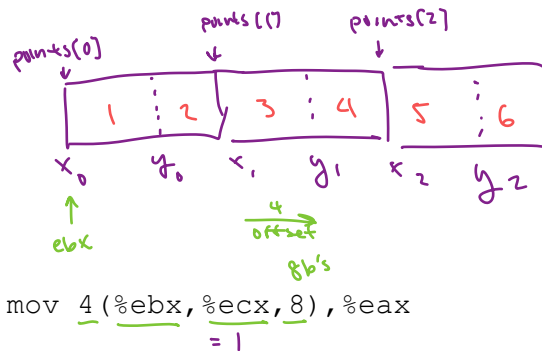 points[0] points[1] points[2]
1 2 3 4 5 6
x₀ y₀ x₁ y₁ x₂ y₂
ebx
4
offset
8b's
mov 4(%ebx,%ecx,8),%eax
= 1